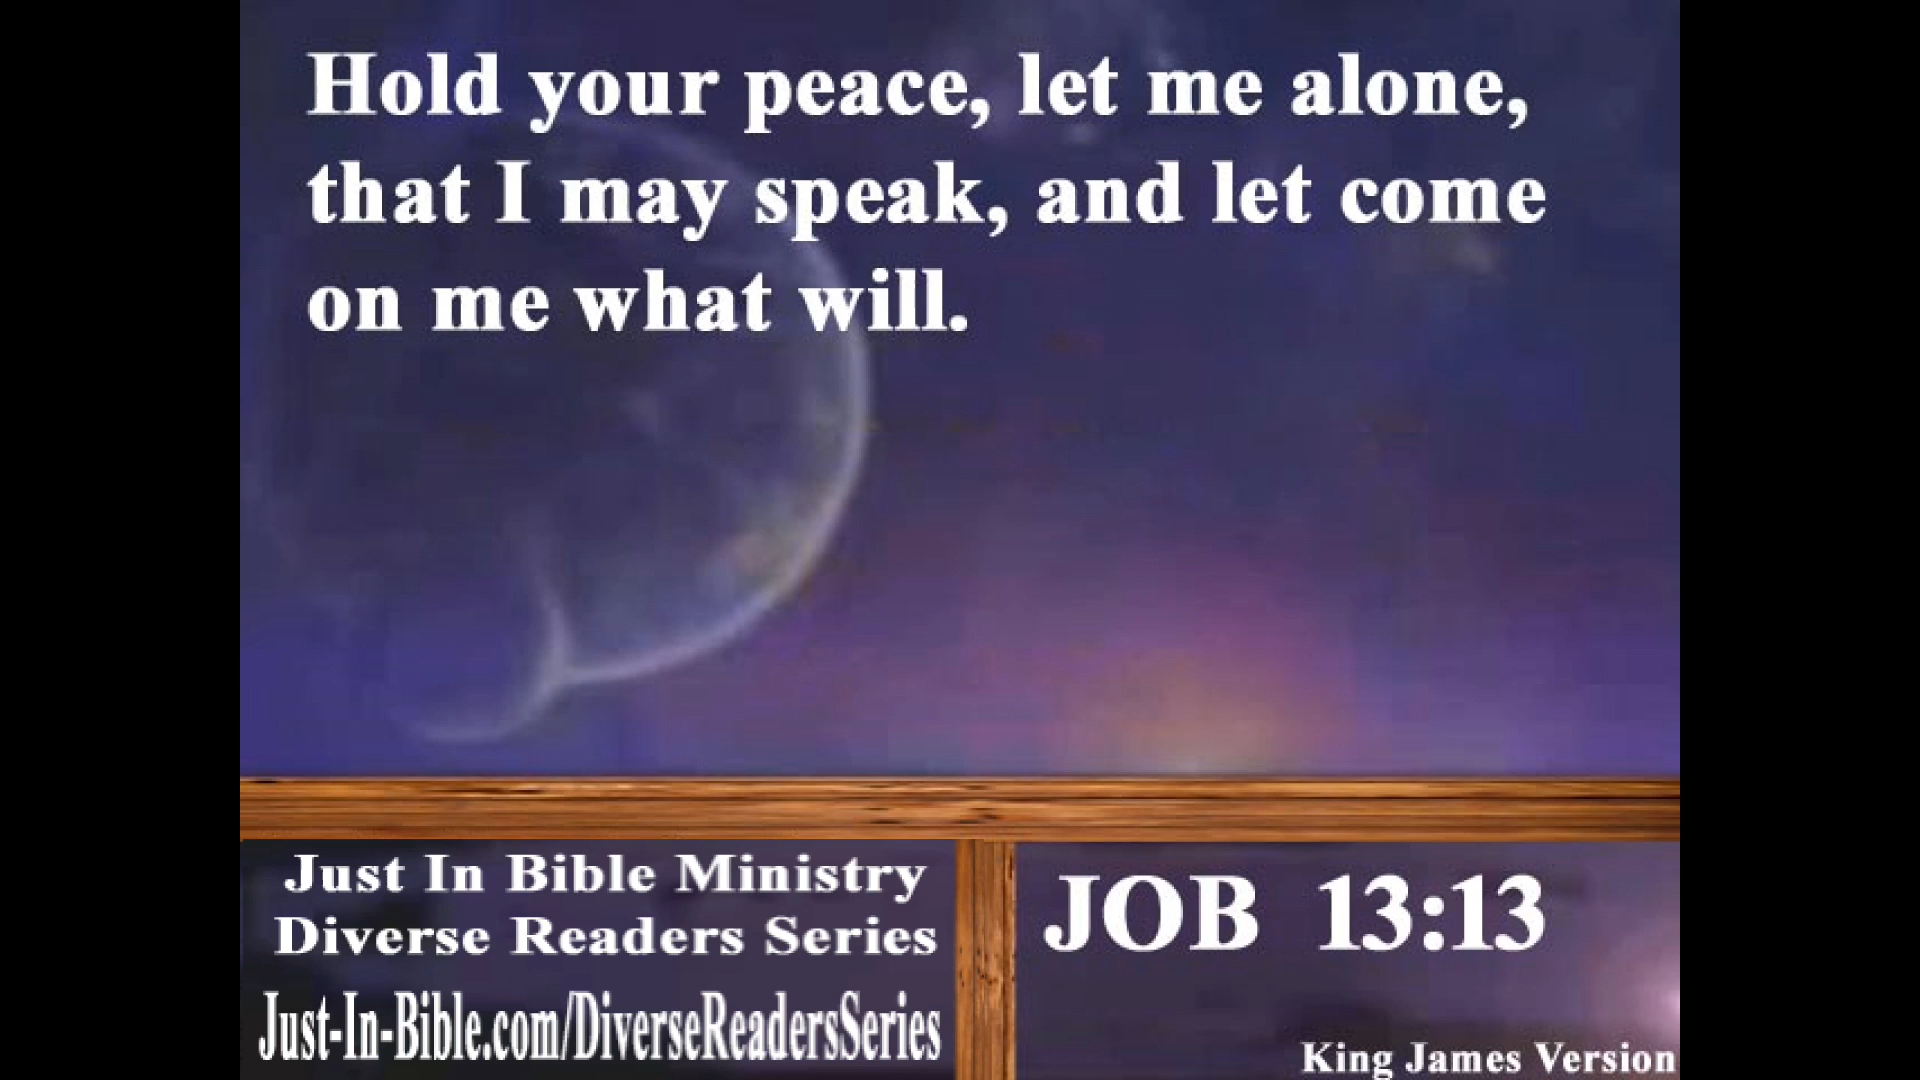 Hold your peace, let me alone,
that I may speak, and let come
on me what will.
Just In Bible Ministry
Diverse Readers Series
Just-In-Bible.com/DiverseReadersSeries
JOB 13:13
King James Version